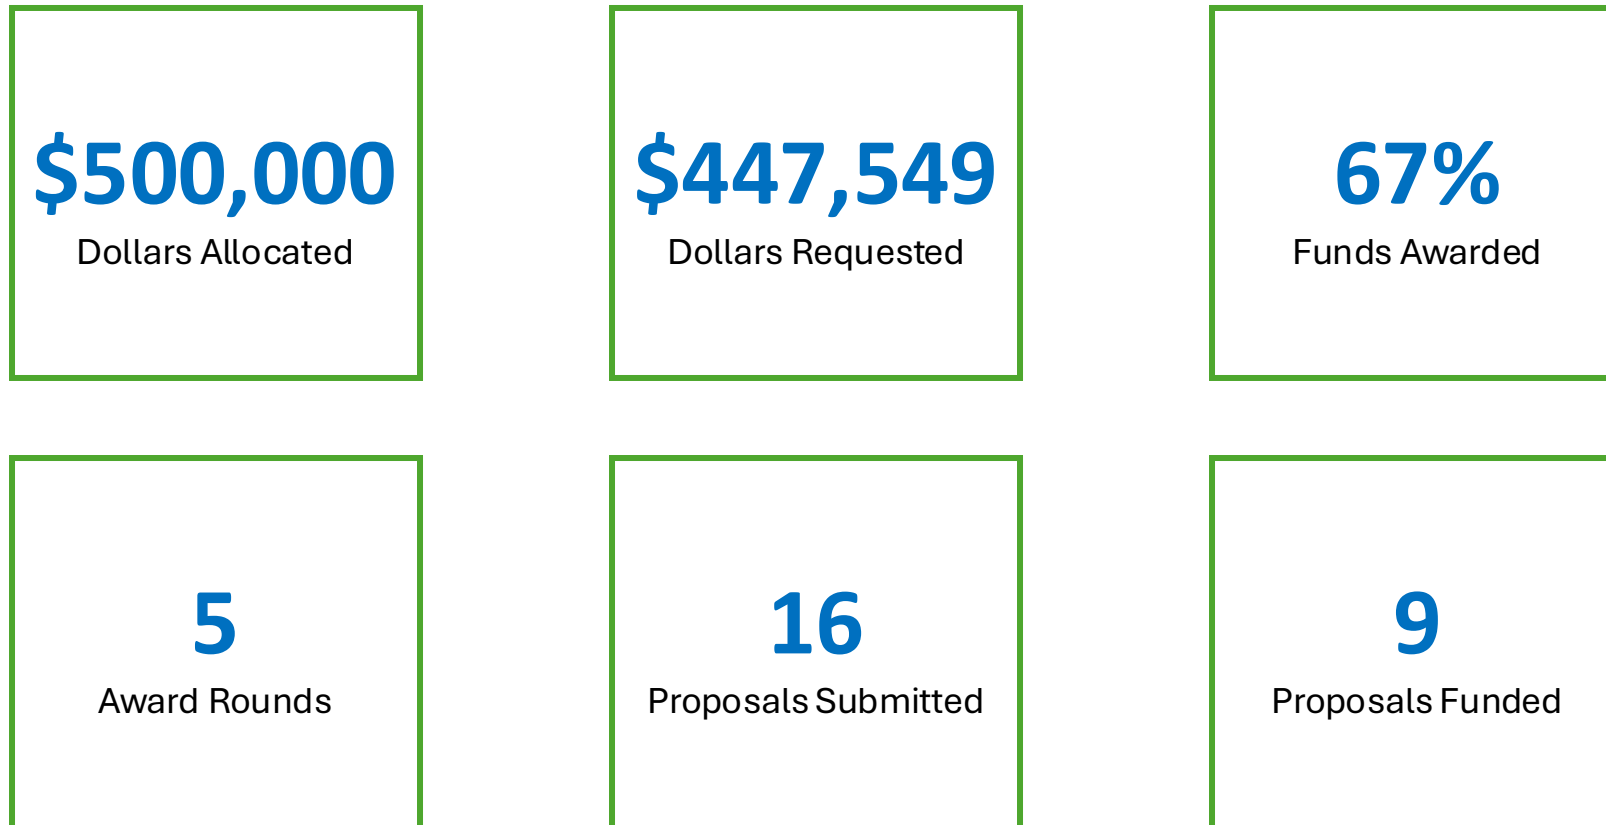 $500,000
Dollars Allocated
$447,549
Dollars Requested
67%
Funds Awarded
5
Award Rounds
16
Proposals Submitted
9
Proposals Funded